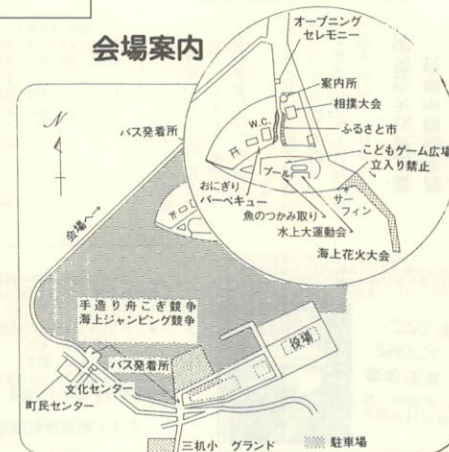 会場案内
オープニング
セレモニー
案内所
相撲大会
ふるさと市
こどもゲーム広場
立入り禁止
W.C.
プール
サー
フィン
おにぎり
バーベキュー
魚のつかみ取り
水上大運動会
海上花火大会
N
バス発着所
会場へ→
手造り舟こぎ競争
海上ジャンピング競争
バス発着所
役場
文化センター
町民センター
三机小 グランド
駐車場